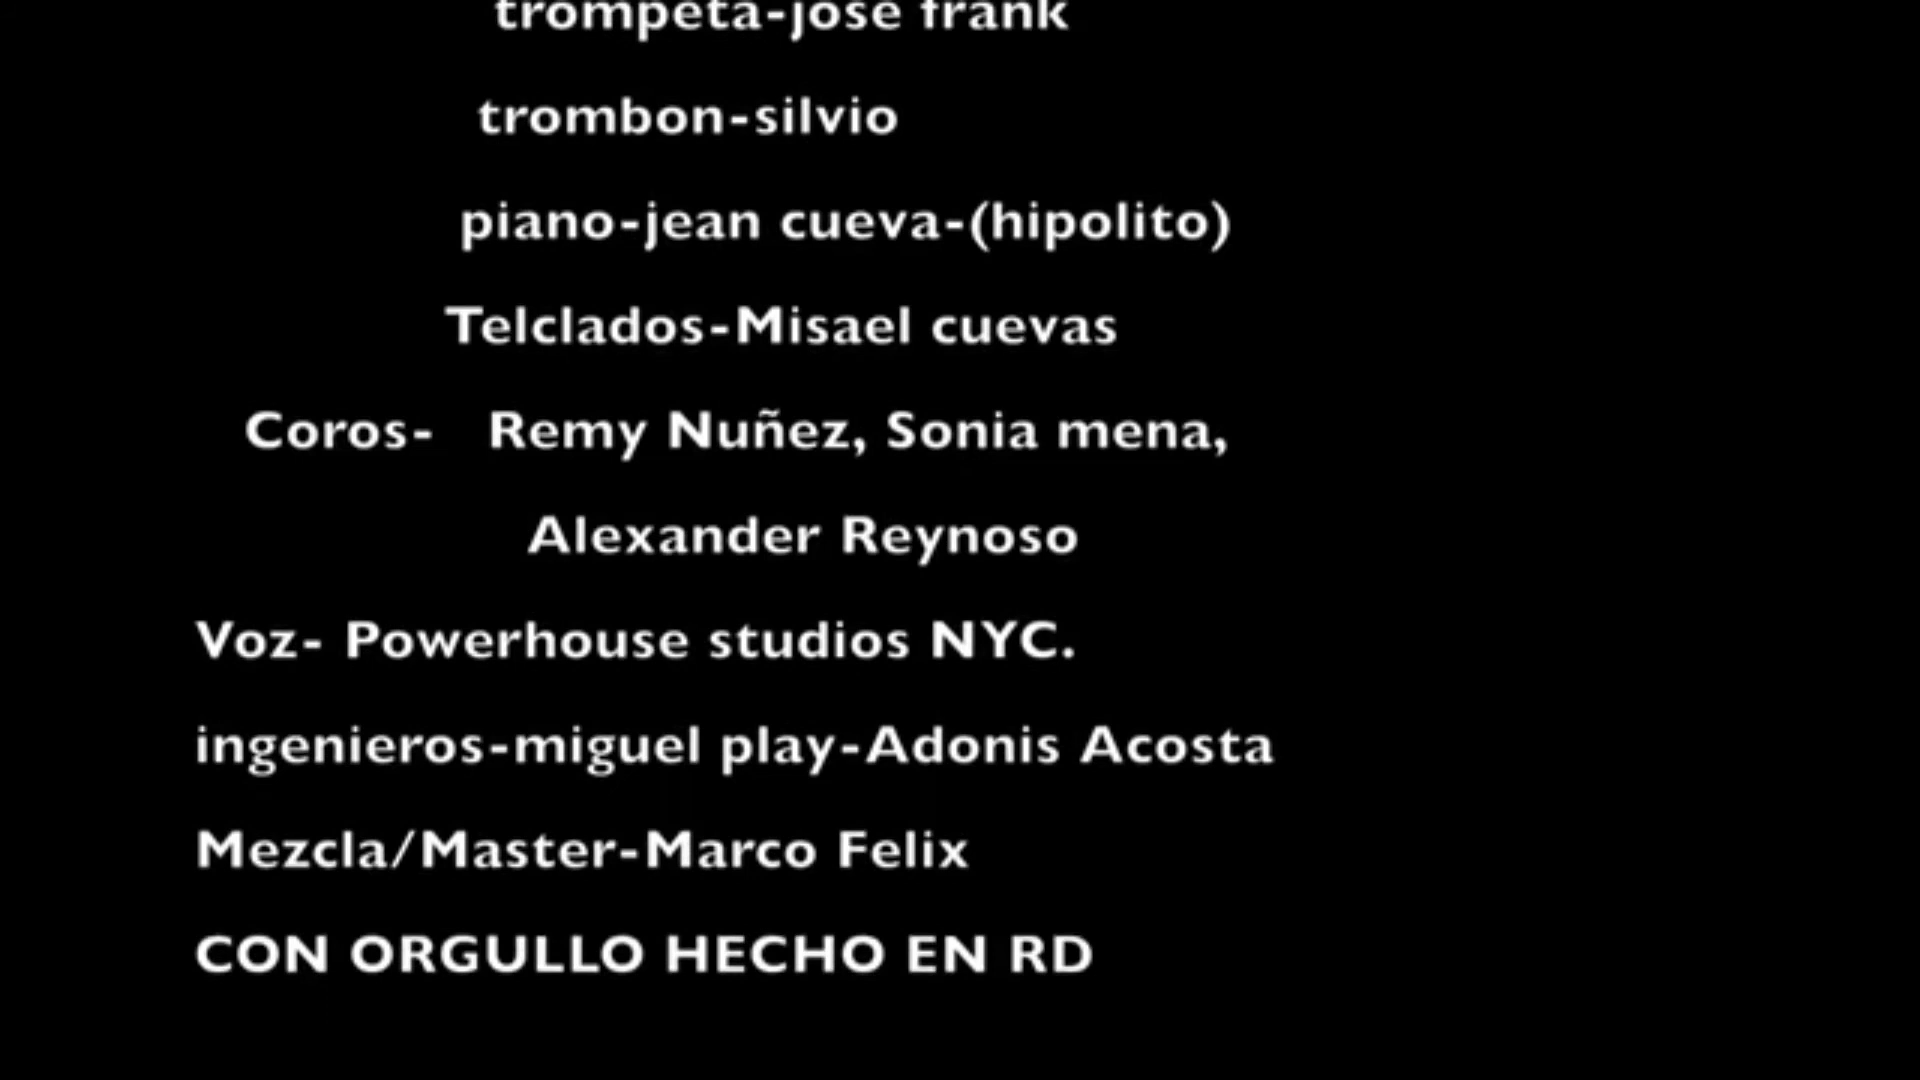 trompeta-jose frank
trombon-silvio
piano-jean cueva-(hipolito)
Telclados-Misael cuevas
Coros- Remy Nuñez, Sonia mena,
Alexander Reynoso
Voz- Powerhouse studios NYC.
ingenieros-miguel play-Adonis Acosta
Mezcla/Master-Marco Felix
CON ORGULLO HECHO EN RD